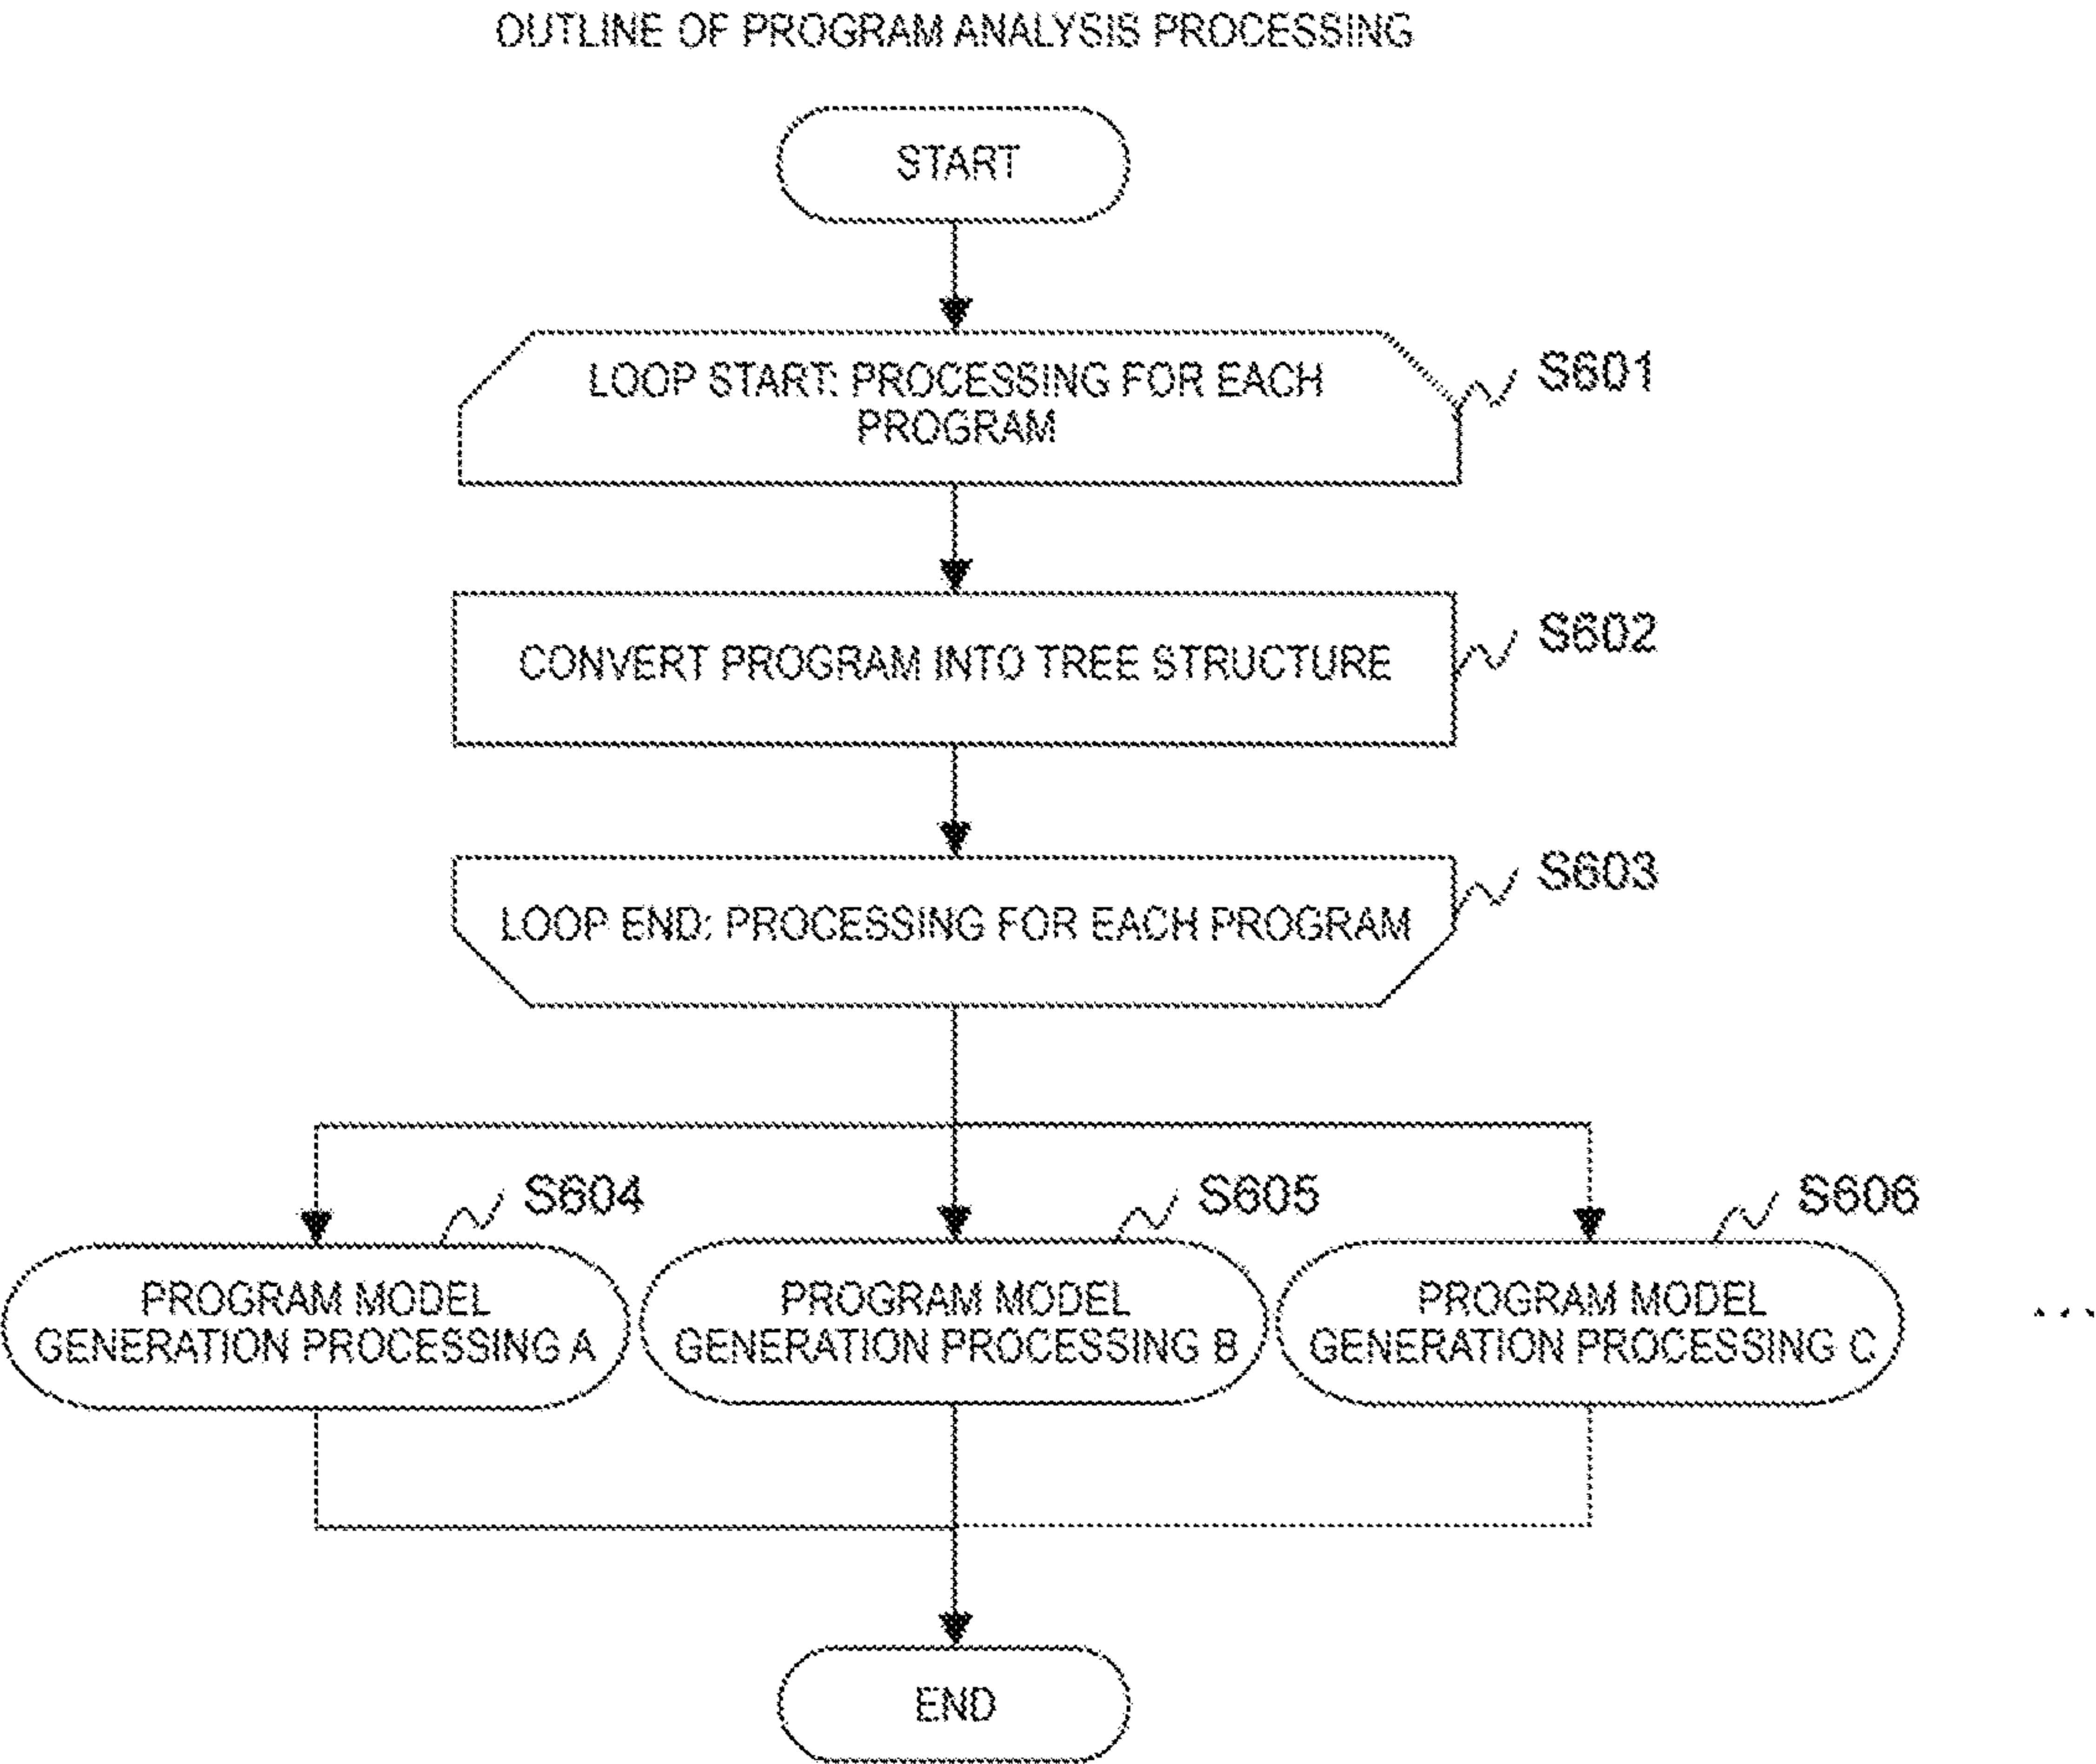 OUTLINE OF PROGRAM ANALYSIS PROCESSING
START
LOOP START: PROCESSING FOR EACH
PROGRAM
S601
CONVERT PROGRAM INTO TREE STRUCTURE
S602
LOOP END: PROCESSING FOR EACH PROGRAM
S603
S604
PROGRAM MODEL
GENERATION PROCESSING A
S605
PROGRAM MODEL
GENERATION PROCESSING B
S606
PROGRAM MODEL
GENERATION PROCESSING C
...
END